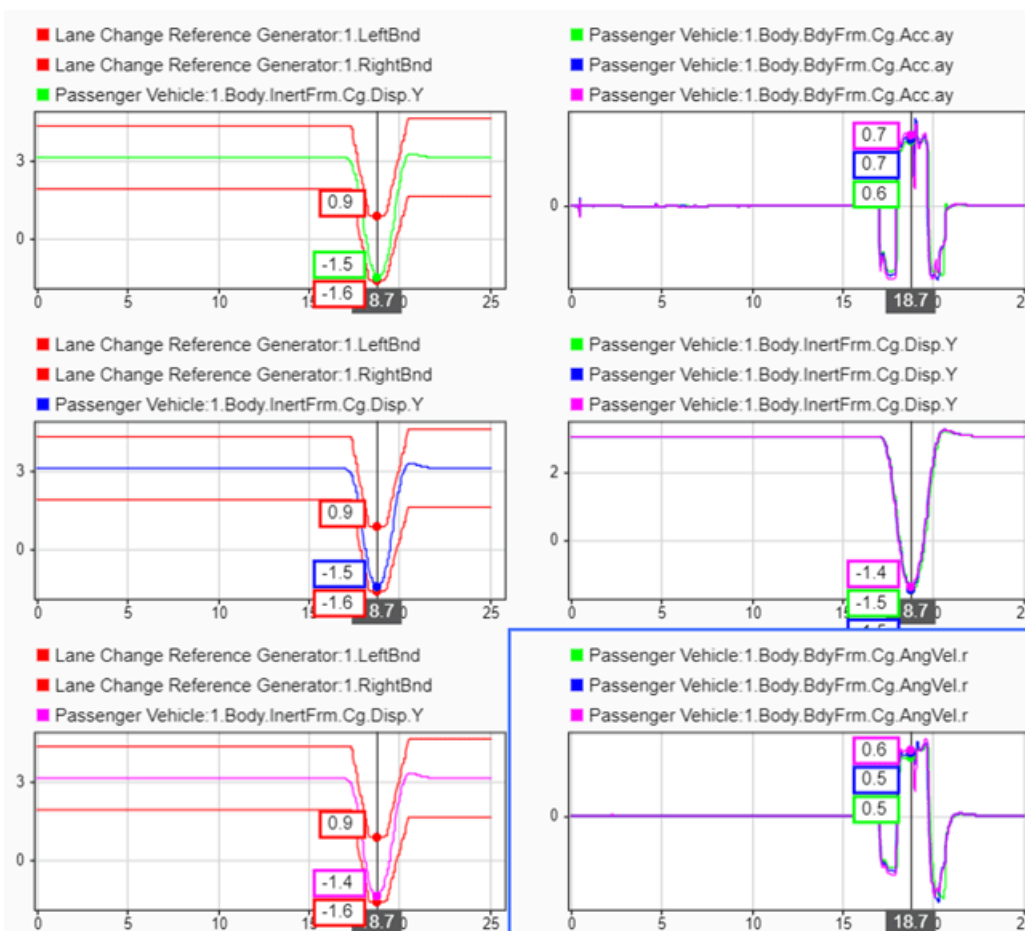 Lane Change Reference Generator:1.LeftBnd
Lane Change Reference Generator:1.RightBnd
Passenger Vehicle:1.Body.InertFrm.Cg.Disp.Y
3
0
0.9
-1.5
-1.6
0 5 10 15 8.7 20 25
Passenger Vehicle:1.Body.BdyFrm.Cg.Acc.ay
Passenger Vehicle:1.Body.BdyFrm.Cg.Acc.ay
Passenger Vehicle:1.Body.BdyFrm.Cg.Acc.ay
0
0.7
0.7
0.6
0 5 10 15 18.7
Lane Change Reference Generator:1.LeftBnd
Lane Change Reference Generator:1.RightBnd
Passenger Vehicle:1.Body.InertFrm.Cg.Disp.Y
3
0
0.9
-1.5
-1.6
0 5 10 15 8.7 20 25
Passenger Vehicle:1.Body.InertFrm.Cg.Disp.Y
Passenger Vehicle:1.Body.InertFrm.Cg.Disp.Y
Passenger Vehicle:1.Body.InertFrm.Cg.Disp.Y
2
0
-1.4
-1.5
0 5 10 15 8.7 20
Lane Change Reference Generator:1.LeftBnd
Lane Change Reference Generator:1.RightBnd
Passenger Vehicle:1.Body.InertFrm.Cg.Disp.Y
3
0
0.9
-1.4
-1.6
0 5 10 15 8.7 20 25
Passenger Vehicle:1.Body.BdyFrm.Cg.AngVel.r
Passenger Vehicle:1.Body.BdyFrm.Cg.AngVel.r
Passenger Vehicle:1.Body.BdyFrm.Cg.AngVel.r
0
0.6
0.5
0.5
0 5 10 15 18.7